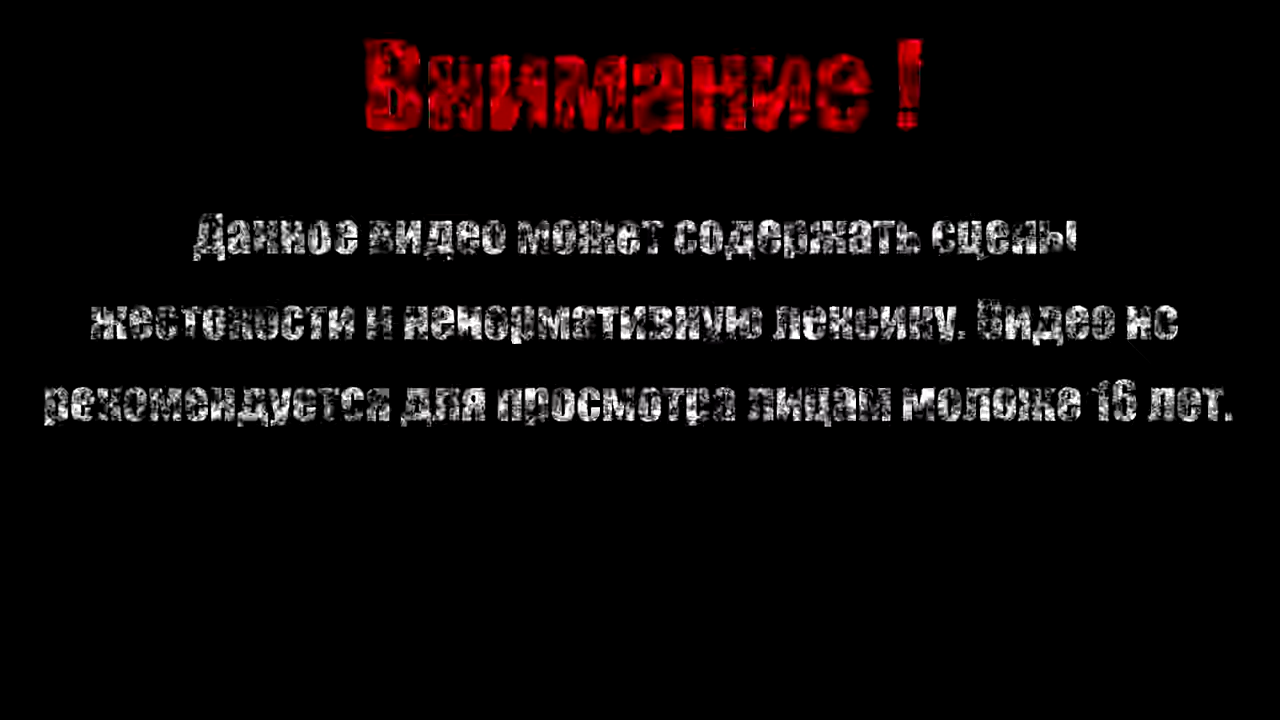 Внимание !
Данное видео может содержать сцены
жестокости и ненормативную лексику. Видео не
рекомендуется для просмотра лицам моложе 16 лет.